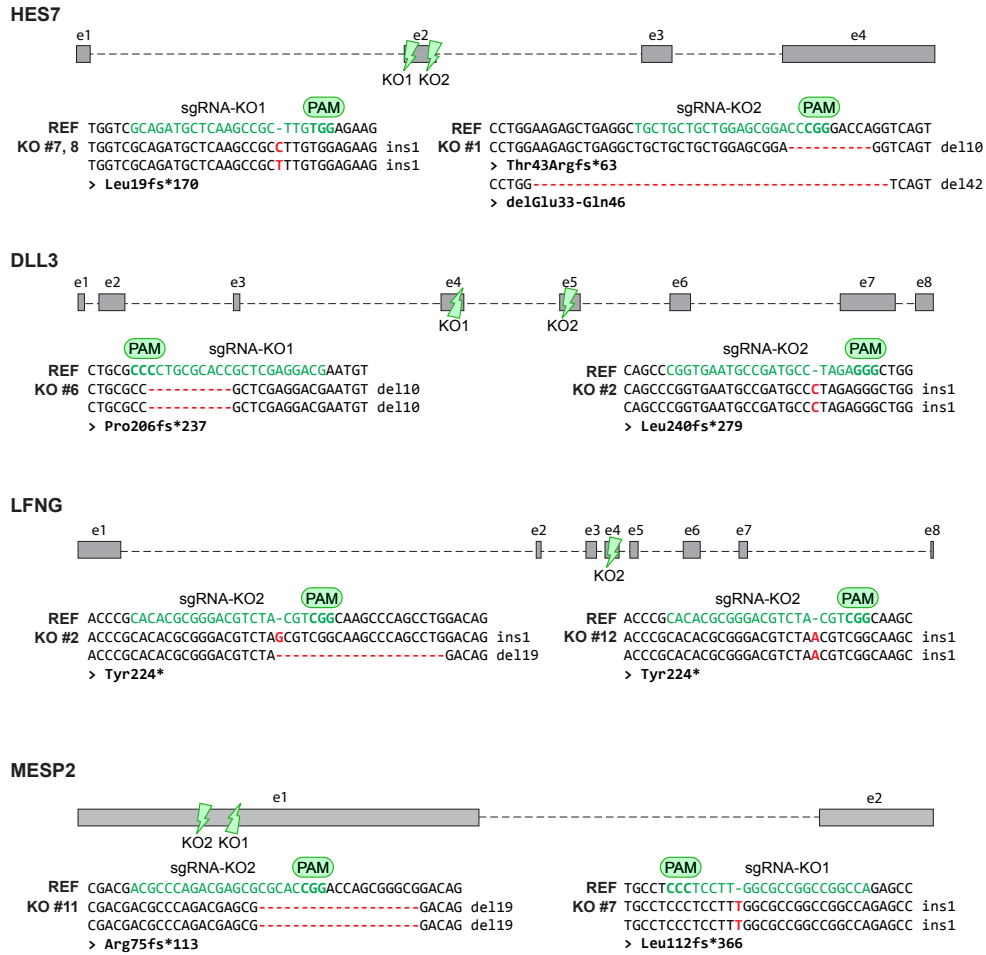 HES7
e1 e2 e3 e4
KO1 KO2
sgRNA-KO1 PAM
REF TGGTCGCAGATGCTCAAGCCGC-TTGTGGAGAAG
KO #7, 8 TGGTCGCAGATGCTCAAGCCGCCTTGTGGAGAAG ins1
TGGTCGCAGATGCTCAAGCCGCTTTGTGGAGAAG ins1
> Leu19fs*170
sgRNA-KO2 PAM
REF CCTGGAAGAGCTGAGGCTGCTGCTGCTGGAGCGGACCCGGGACCAGGTCAGT
KO #1 CCTGGAAGAGCTGAGGCTGCTGCTGCTGGAGCGGA----------GGTCAGT del10
> Thr43Argfs*63
CCTGG------------------------------------------TCAGT del42
> delGlu33-Gln46
DLL3
e1 e2 e3 e4 e5 e6 e7 e8
KO1 KO2
PAM sgRNA-KO1
REF CTGCGCCCCTGCGCACCGCTCGAGGACGAATGT
KO #6 CTGCGCC----------GCTCGAGGACGAATGT del10
CTGCGCC----------GCTCGAGGACGAATGT del10
> Pro206fs*237
sgRNA-KO2 PAM
REF CAGCCCGGTGAATGCCGATGCC-TAGAGGGCTGG
KO #2 CAGCCCGGTGAATGCCGATGCCCTAGAGGGCTGG ins1
CAGCCCGGTGAATGCCGATGCCCTAGAGGGCTGG ins1
> Leu240fs*279
LFNG
e1 e2 e3 e4 e5 e6 e7 e8
KO2
sgRNA-KO2 PAM
REF ACCCGCACACGCGGGACGTCTA-CGTCGGCAAGCCCAGCCTGGACAG
KO #2 ACCCGCACACGCGGGACGTCTAGCGTCGGCAAGCCCAGCCTGGACAG ins1
ACCCGCACACGCGGGACGTCTA--------------------GACAG del19
> Tyr224*
sgRNA-KO2 PAM
REF ACCCGCACACGCGGGACGTCTA-CGTCGGCAAGC
KO #12 ACCCGCACACGCGGGACGTCTAACGTCGGCAAGC ins1
ACCCGCACACGCGGGACGTCTAACGTCGGCAAGC ins1
> Tyr224*
MESP2
e1 e2
KO2 KO1
sgRNA-KO2 PAM
REF CGACGACGCCCAGACGAGCGCGCACCGGACCAGCGGGCGGACAG
KO #11 CGACGACGCCCAGACGAGCG-------------------GACAG del19
CGACGACGCCCAGACGAGCG-------------------GACAG del19
> Arg75fs*113
PAM sgRNA-KO1
REF TGCCTCCCTCCTT-GGCGCCGGCCGGCCAGAGCC
KO #7 TGCCTCCCTCCTTTGGCGCCGGCCGGCCAGAGCC ins1
TGCCTCCCTCCTTTGGCGCCGGCCGGCCAGAGCC ins1
> Leu112fs*366